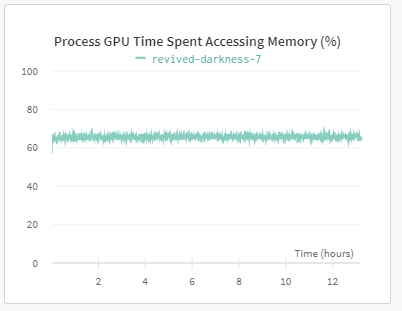 Process GPU Time Spent Accessing Memory (%)
revived-darkness-7
100
80
60
40
20
0
Time (hours)
2 4 6 8 10 12